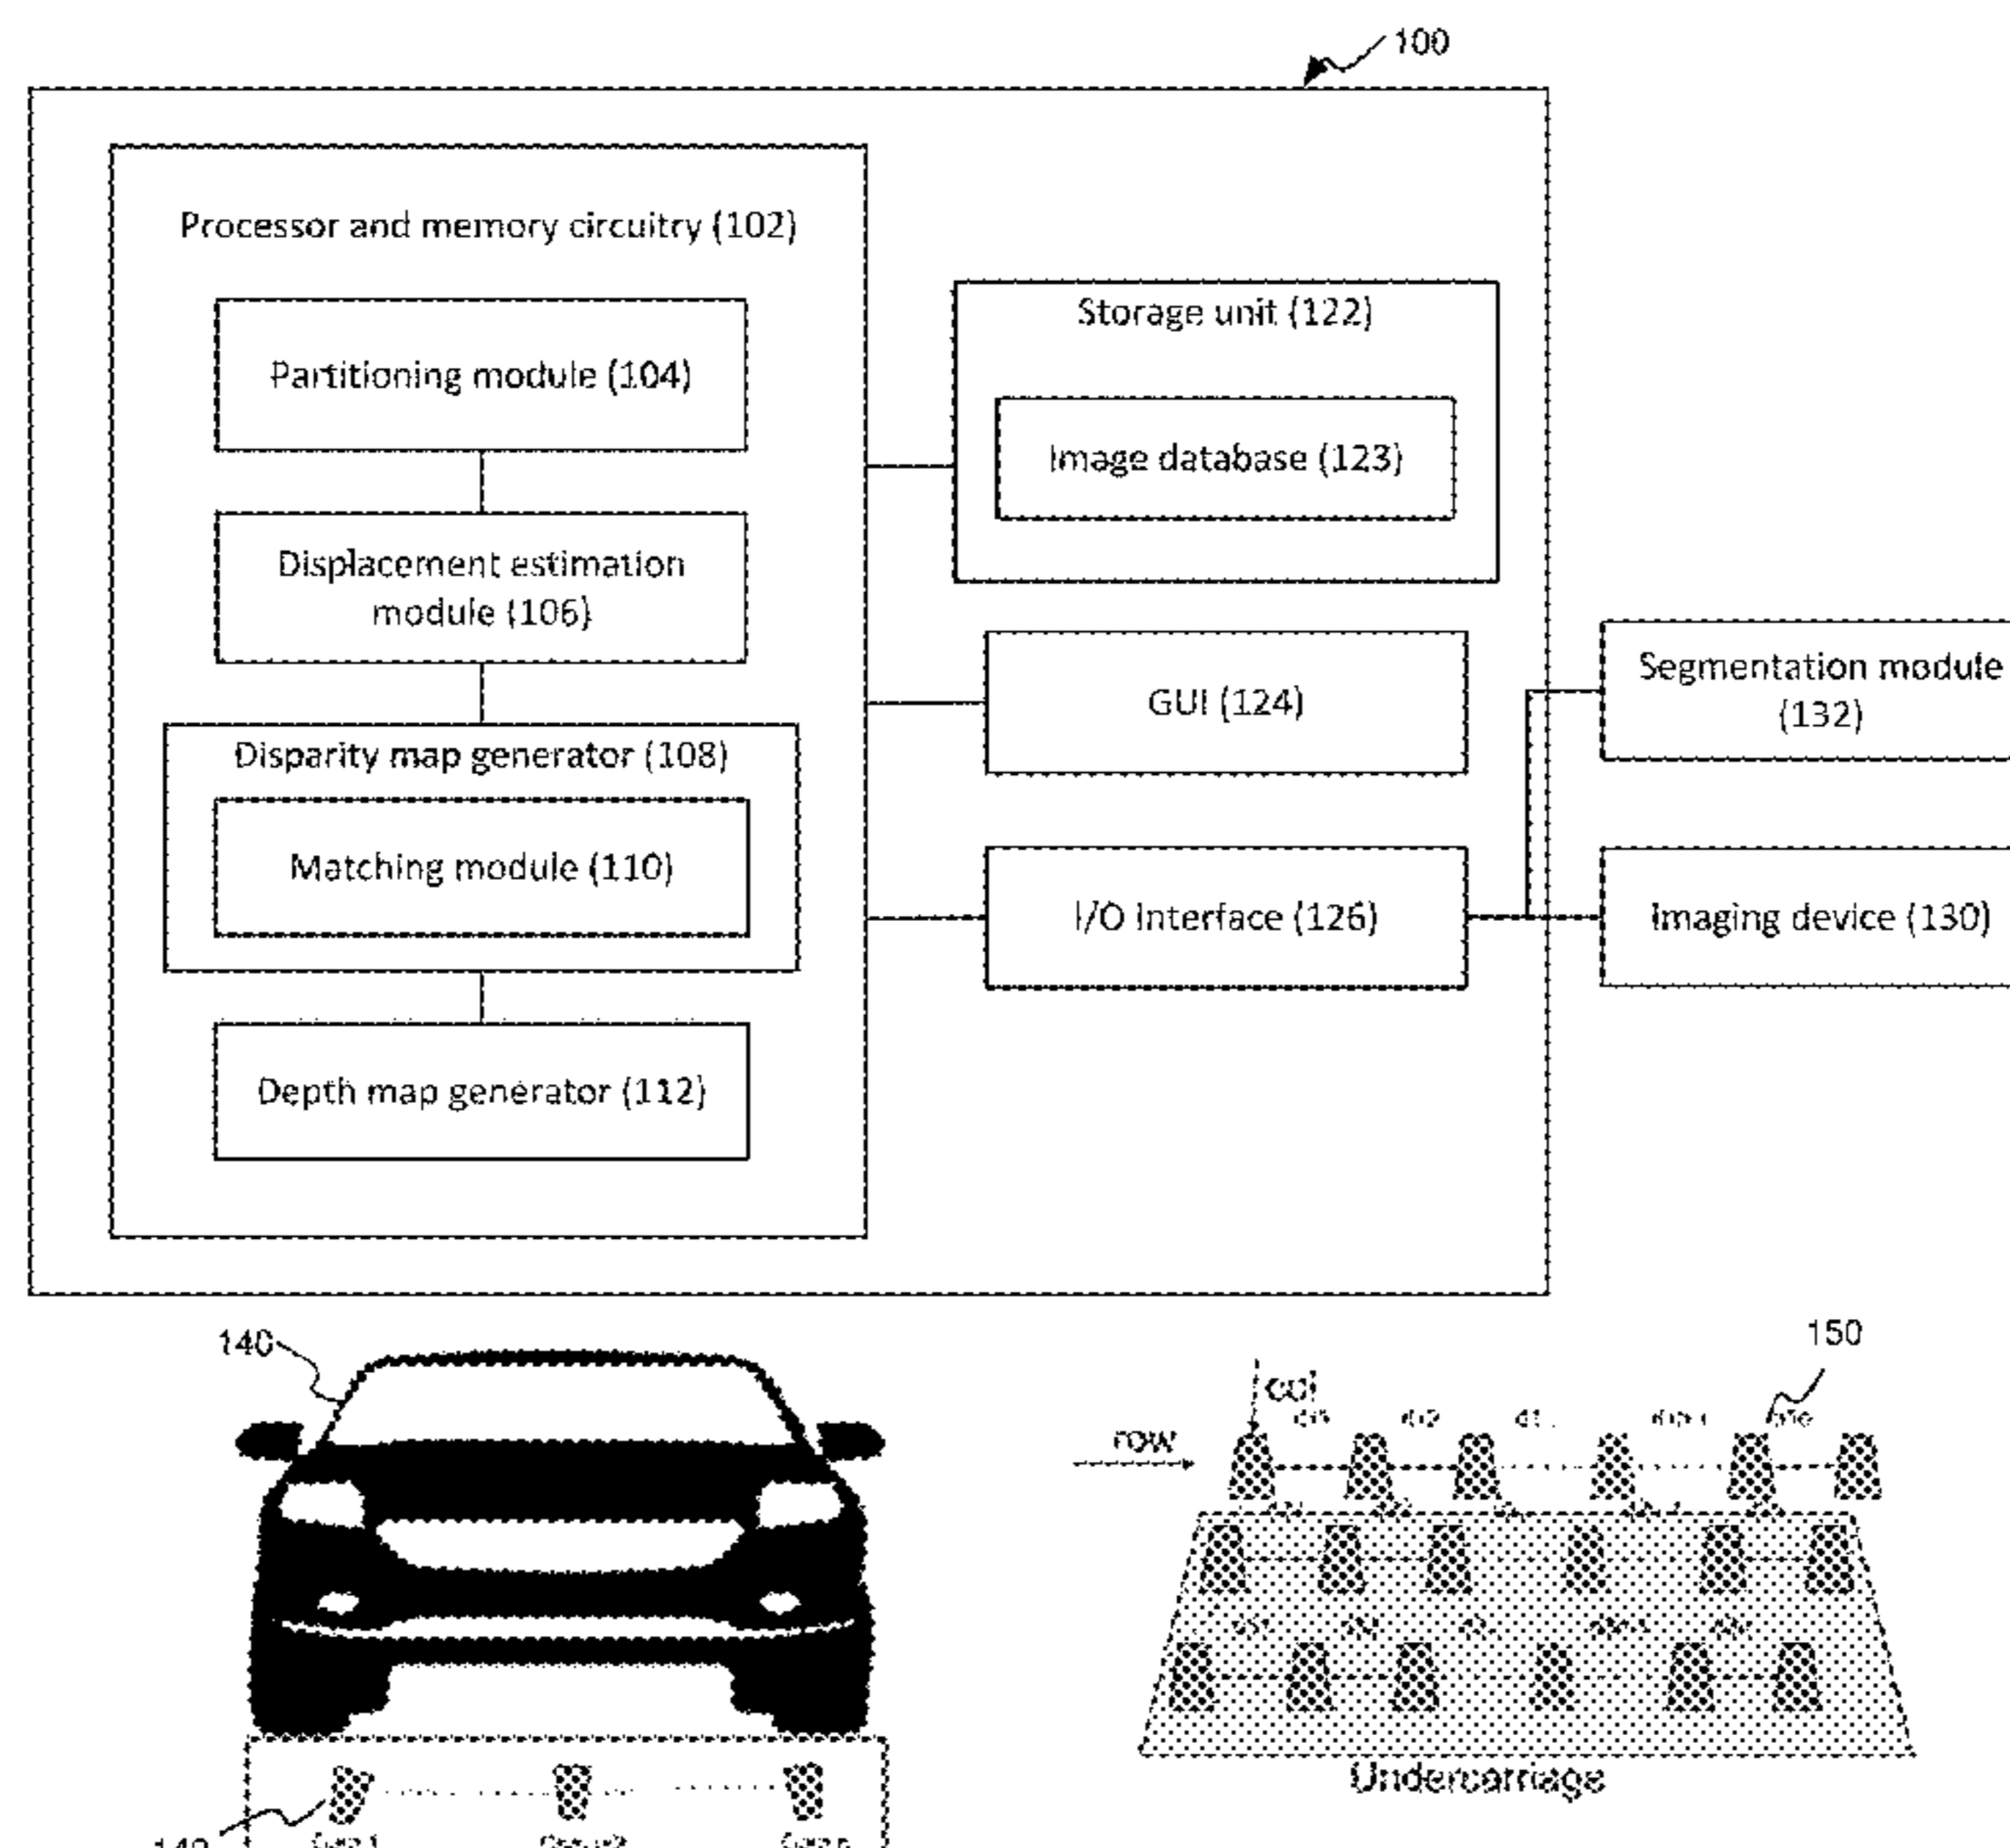 100
Processor and memory circuitry (102)
Partitioning module (104)
Displacement estimation
module (106)
Disparity map generator (108)
Matching module (110)
Depth map generator (112)
Storage unit (122)
Image database (123)
GUI (124)
I/O Interface (126)
Segmentation module
(132)
Imaging device (130)
140
150
col
row
Undercarriage